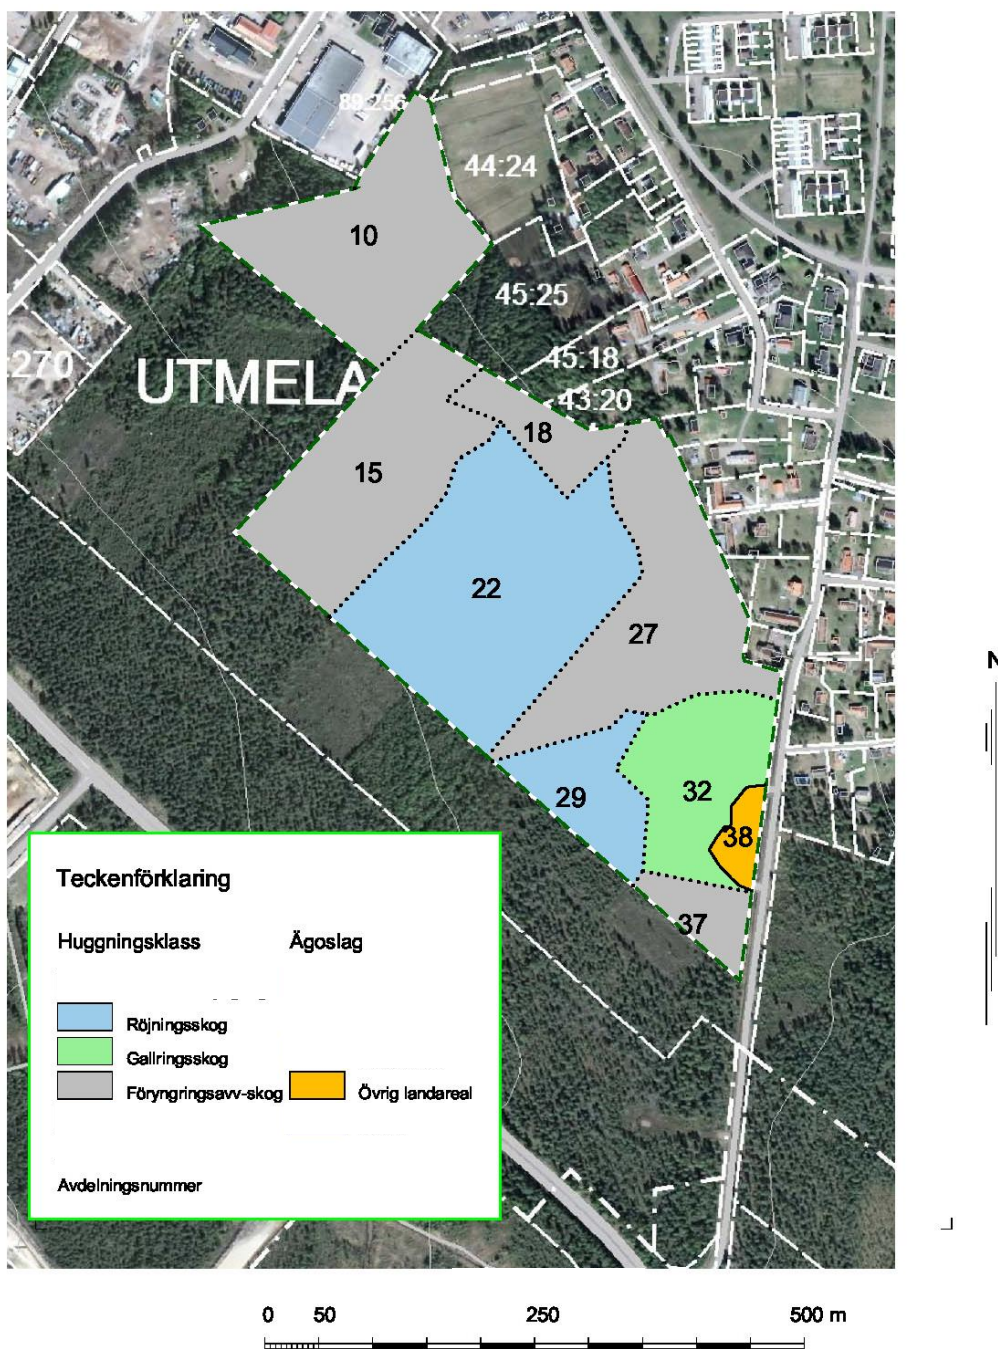 89:256
44:24
10
45:25
270
UTMELA
45:18
43:20
18
15
22
27
N
29
32
38
37
Teckenförklaring
Huggningsklass Ägoslag
Röjningsskog
Gallringsskog
Föryngringsavv-skog Övrig landareal
Avdelningsnummer
0 50 250 500 m